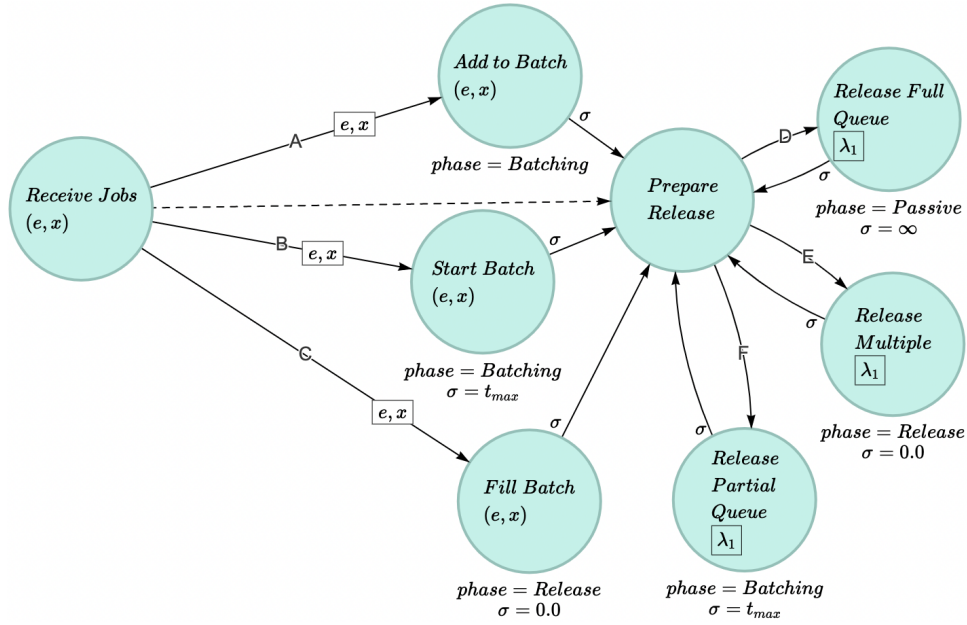 Add to Batch
(e, x)
phase = Batching
Release Full
Queue
λ₁
phase = Passive
σ = ∞
Receive Jobs
(e, x)
A
e, x
σ
Prepare
Release
D
σ
B
e, x
Start Batch
(e, x)
σ
phase = Batching
σ = tₘₐₓ
E
σ
Release
Multiple
λ₁
phase = Release
σ = 0.0
C
e, x
Fill Batch
(e, x)
σ
phase = Release
σ = 0.0
F
σ
Release
Partial
Queue
λ₁
phase = Batching
σ = tₘₐₓ